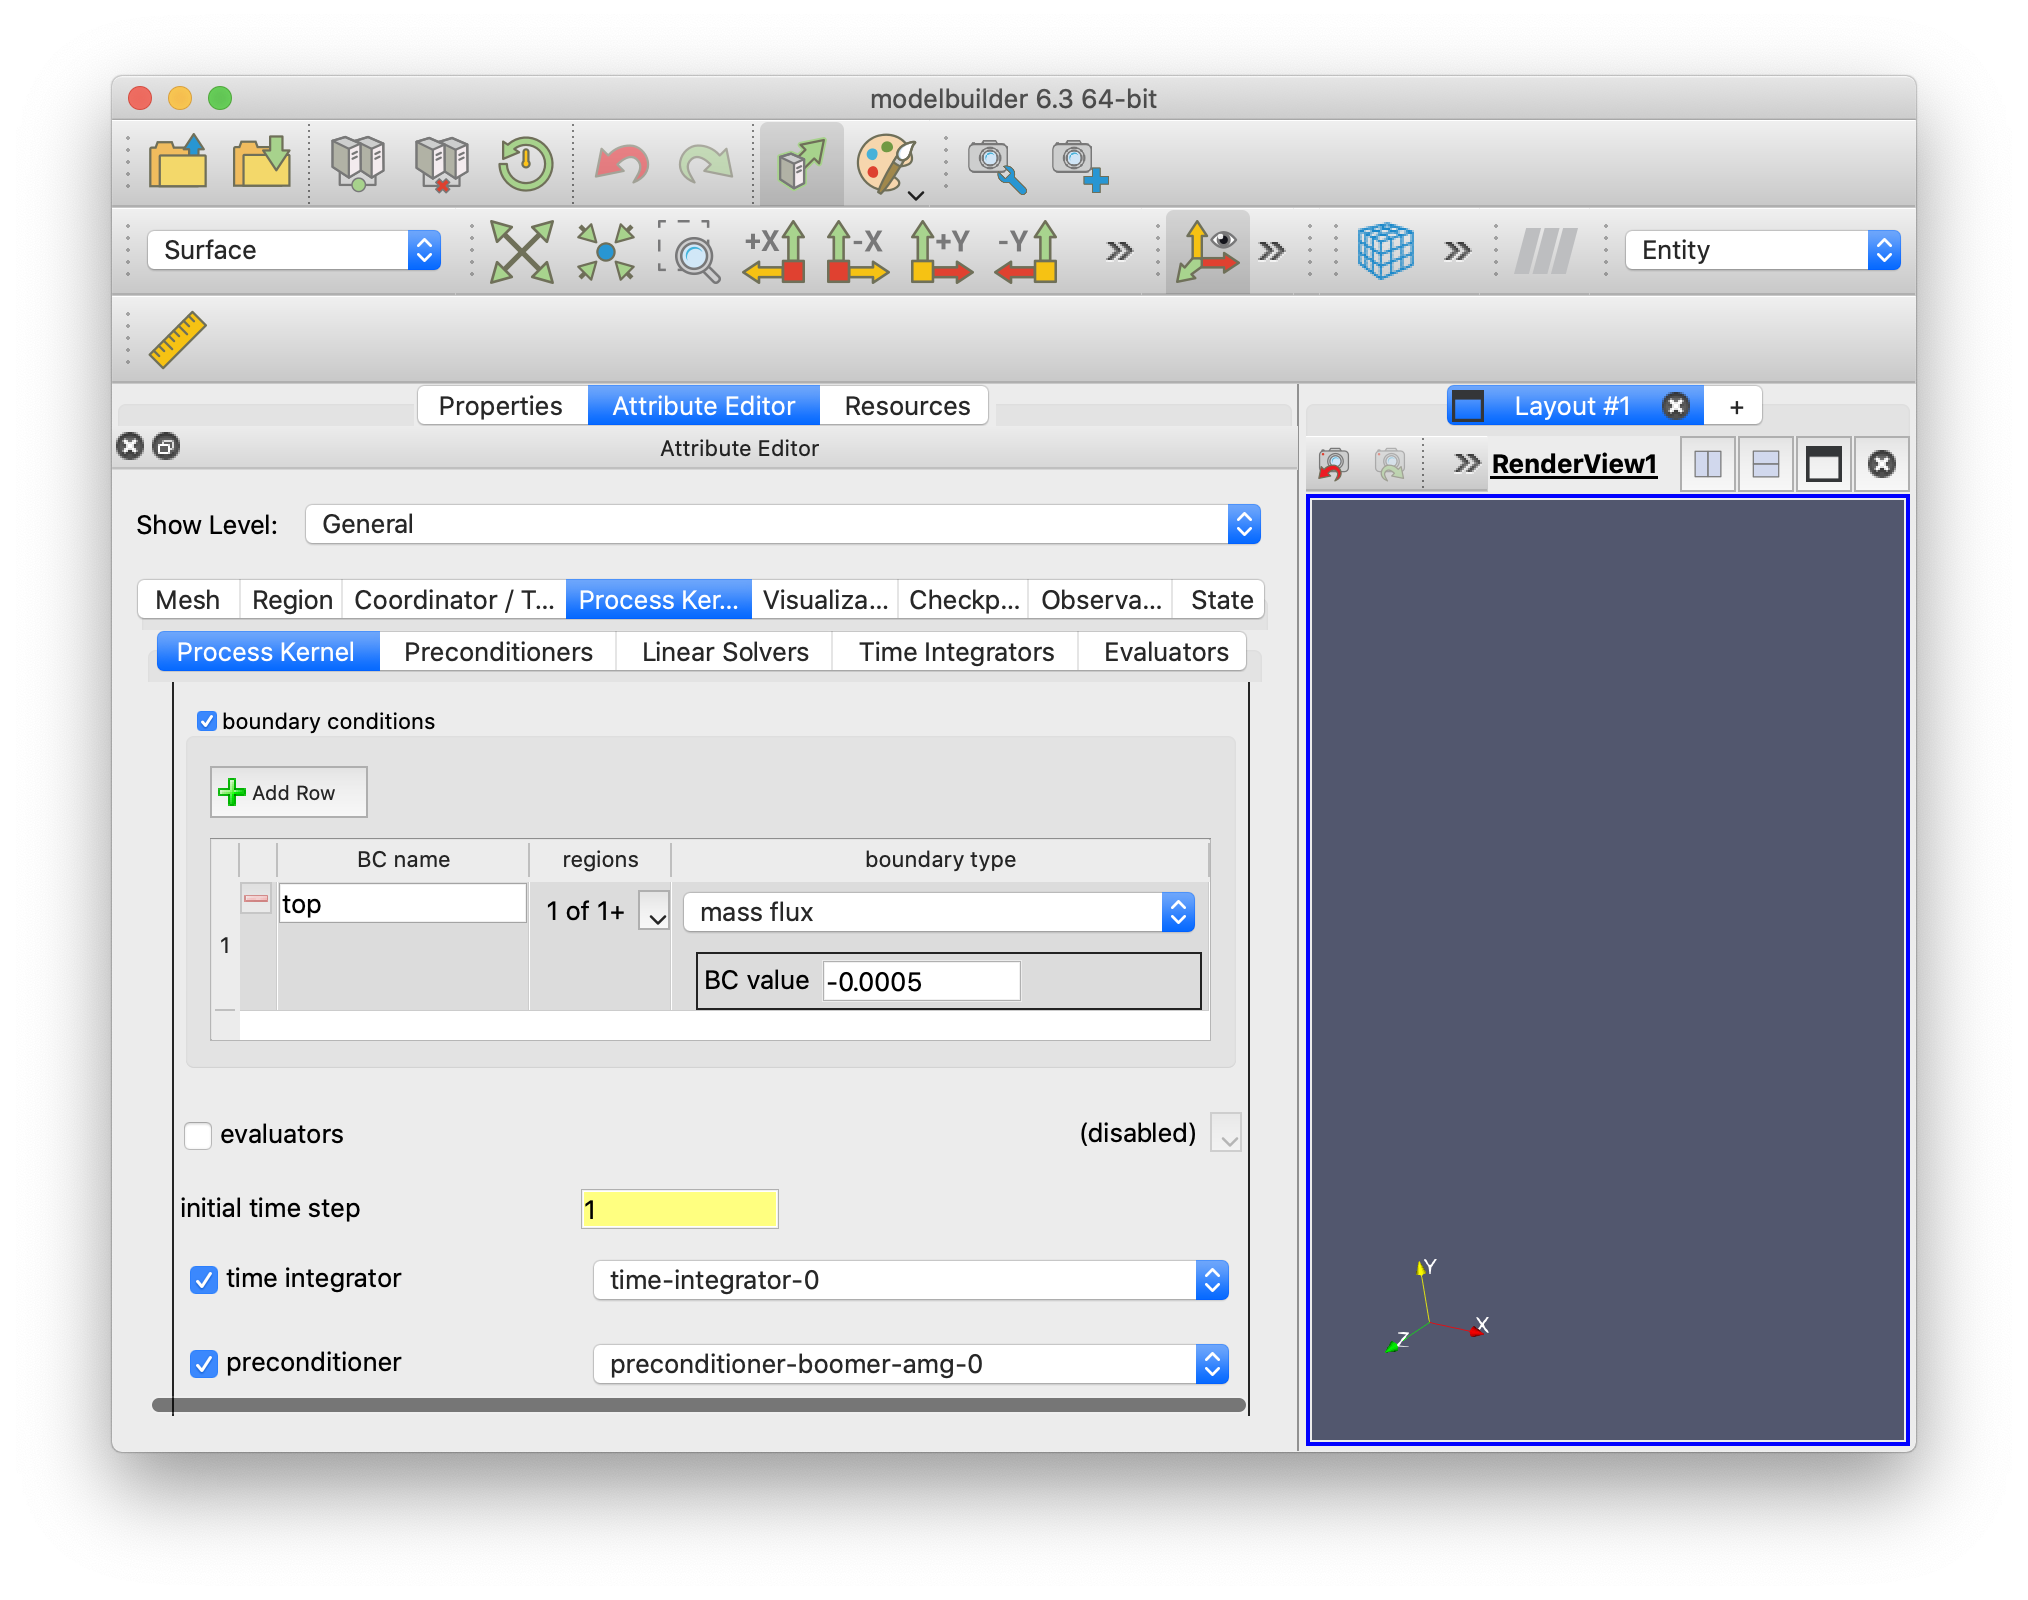 modelbuilder 6.3 64-bit
Surface
+X
-X
+Y
-Y
Entity
Properties
Attribute Editor
Resources
Layout #1
+
Attribute Editor
RenderView1
Show Level:
General
Mesh
Region
Coordinator / T...
Process Ker...
Visualiza...
Checkp...
Observa...
State
Process Kernel
Preconditioners
Linear Solvers
Time Integrators
Evaluators
boundary conditions
Add Row
BC name
regions
boundary type
1
top
1 of 1+
mass flux
BC value
-0.0005
evaluators
(disabled)
initial time step
1
time integrator
time-integrator-0
preconditioner
preconditioner-boomer-amg-0
Y
X
Z